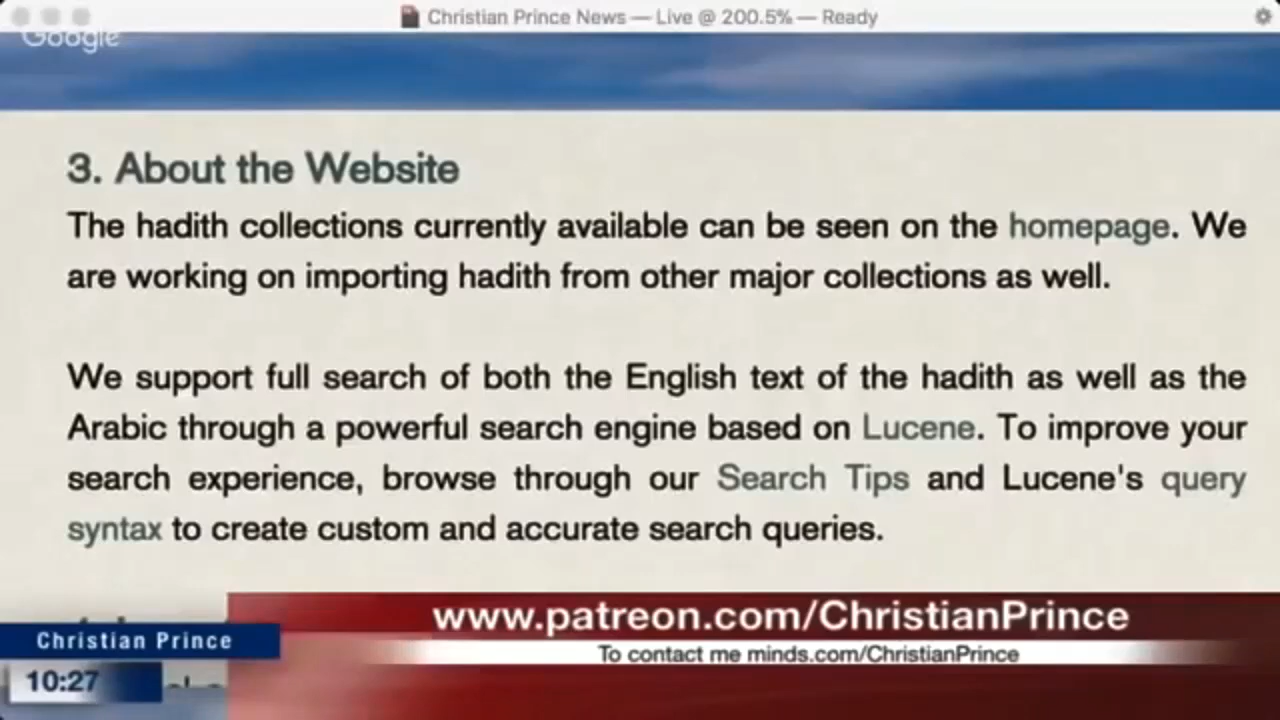 Christian Prince News — Live @ 200.5% — Ready
Google
3. About the Website
The hadith collections currently available can be seen on the homepage. We
are working on importing hadith from other major collections as well.
We support full search of both the English text of the hadith as well as the
Arabic through a powerful search engine based on Lucene. To improve your
search experience, browse through our Search Tips and Lucene's query
syntax to create custom and accurate search queries.
www.patreon.com/ChristianPrince
Christian Prince
To contact me minds.com/ChristianPrince
10:27